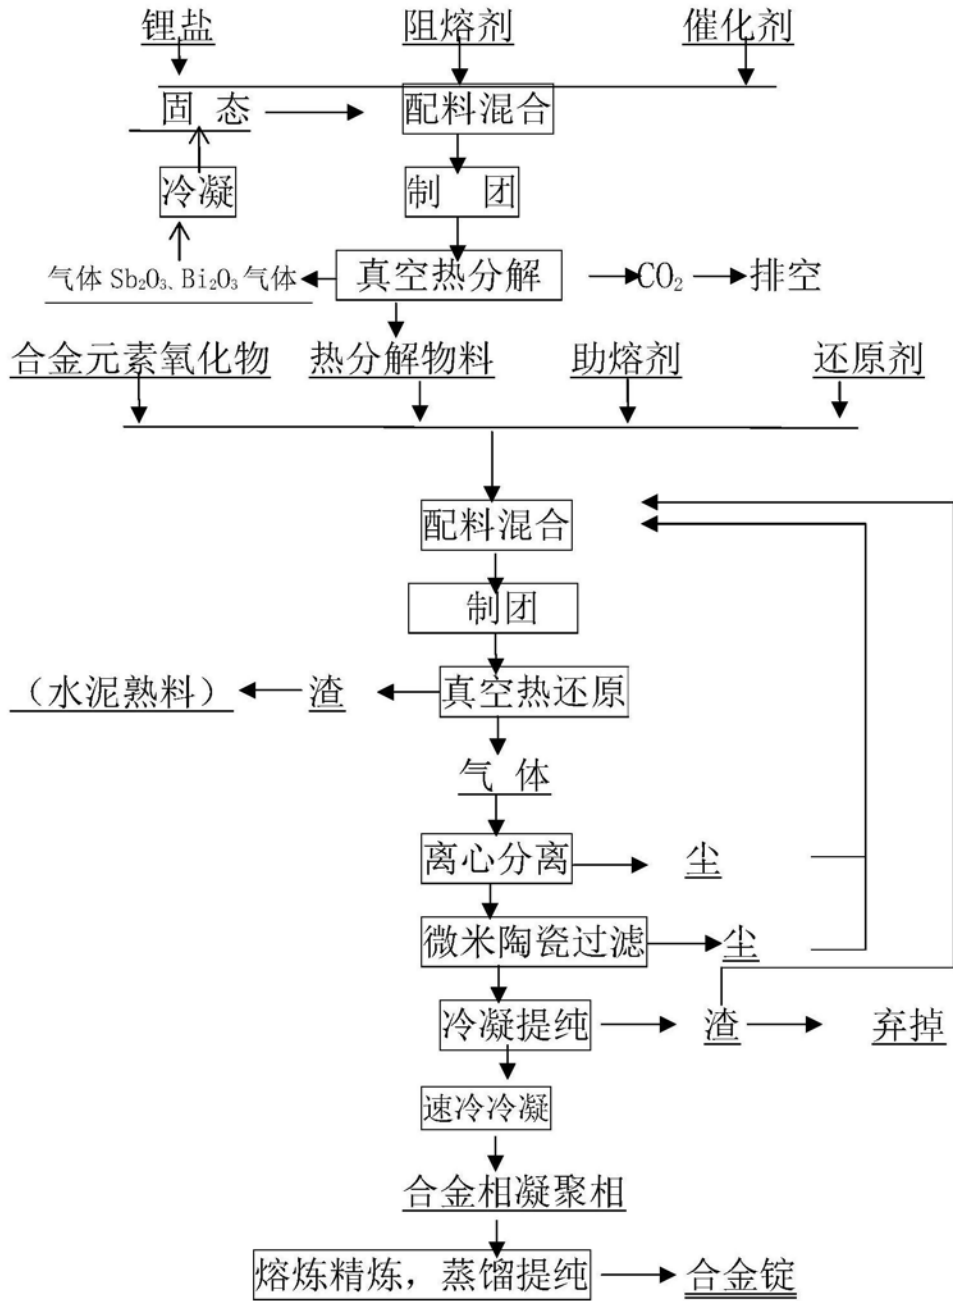 锂盐 阻熔剂 催化剂
固 态 配料混合
冷凝 制 团
气体 Sb₂O₃、Bi₂O₃ 气体 真空热分解 CO₂ 排空
合金元素氧化物 热分解物料 助熔剂 还原剂
配料混合
制团
（水泥熟料） 渣 真空热还原
气 体
离心分离 尘
微米陶瓷过滤 尘
冷凝提纯 渣 弃掉
速冷冷凝
合金相凝聚相
熔炼精炼，蒸馏提纯 合金锭